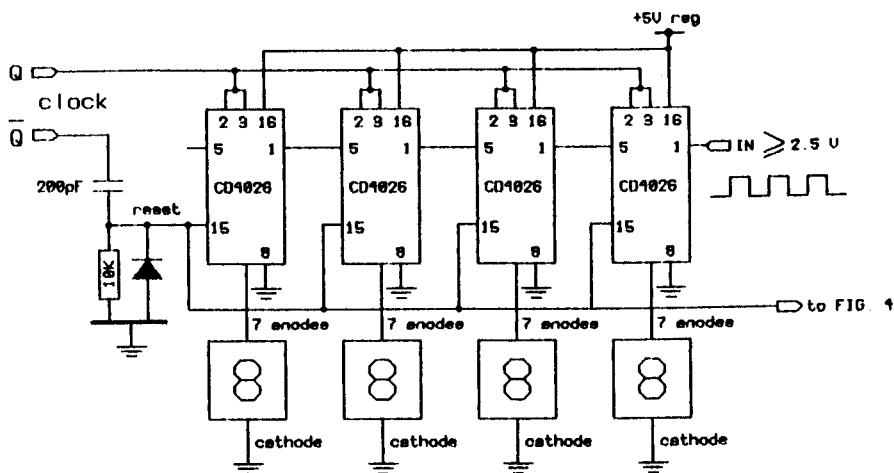 +5V reg
Q
clock
Q
2 3 16
2 3 16
2 3 16
2 3 16
5 1
5 1
5 1
5 1
IN ⩾ 2.5 V
200pF
CD4026
CD4026
CD4026
CD4026
reset
15
15
15
15
8
8
8
8
10K
to FIG. 4
7 anodes
7 anodes
7 anodes
7 anodes
8
8
8
8
cathode
cathode
cathode
cathode